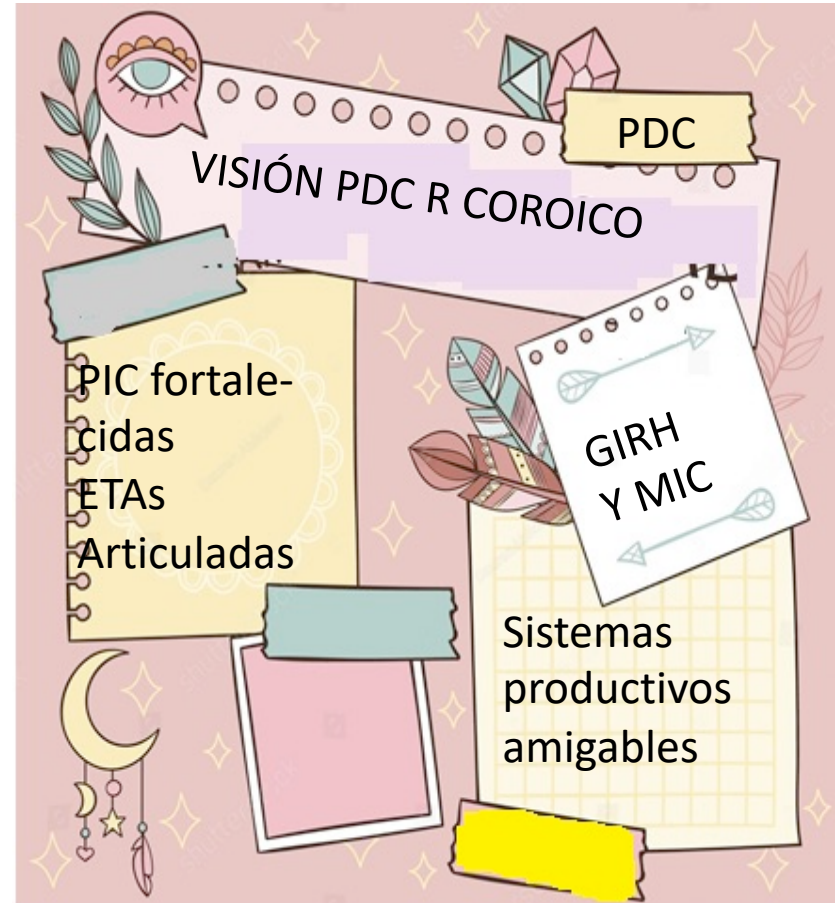 PDC
VISIÓN PDC R COROICO
PIC fortale-
cidas
ETAs
Articuladas
GIRH
Y MIC
Sistemas
productivos
amigables